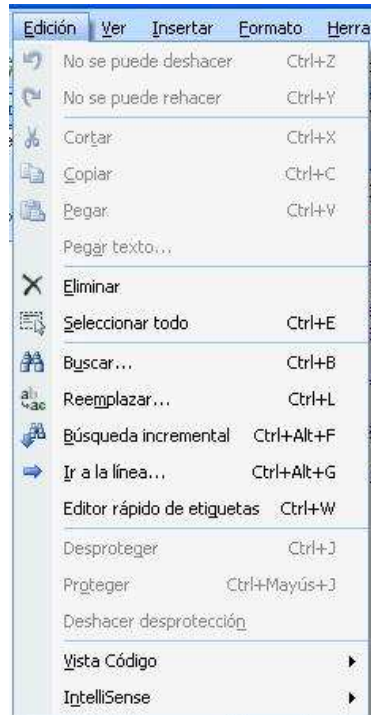 Edición Ver Insertar Formato Herra
No se puede deshacer Ctrl+Z
No se puede rehacer Ctrl+Y
Cortar Ctrl+X
Copiar Ctrl+C
Pegar Ctrl+V
Pegar texto...
Eliminar
Seleccionar todo Ctrl+E
Buscar... Ctrl+B
Reemplazar... Ctrl+L
Búsqueda incremental Ctrl+Alt+F
Ir a la línea... Ctrl+Alt+G
Editor rápido de etiquetas Ctrl+W
Desproteger Ctrl+J
Proteger Ctrl+Mayús+J
Deshacer desprotección
Vista Código
IntelliSense